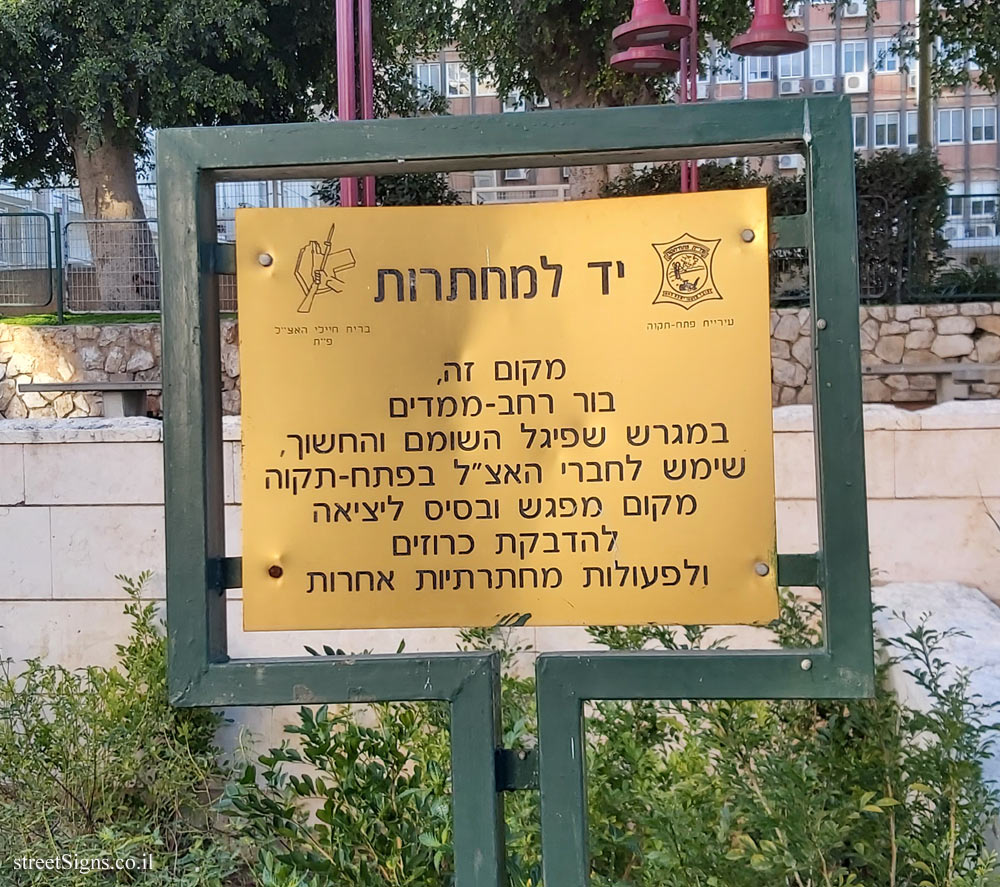 יד למחתרות
עיריית פתח-תקוה
ברית חיילי האצ"ל
פ"ת
מקום זה,
בור רחב-ממדים
במגרש שפיגל השומם והחשוך,
שימש לחברי האצ"ל בפתח-תקוה
מקום מפגש ובסיס ליציאה
להדבקת כרוזים
ולפעולות מחתרתיות אחרות
streetSigns.co.il